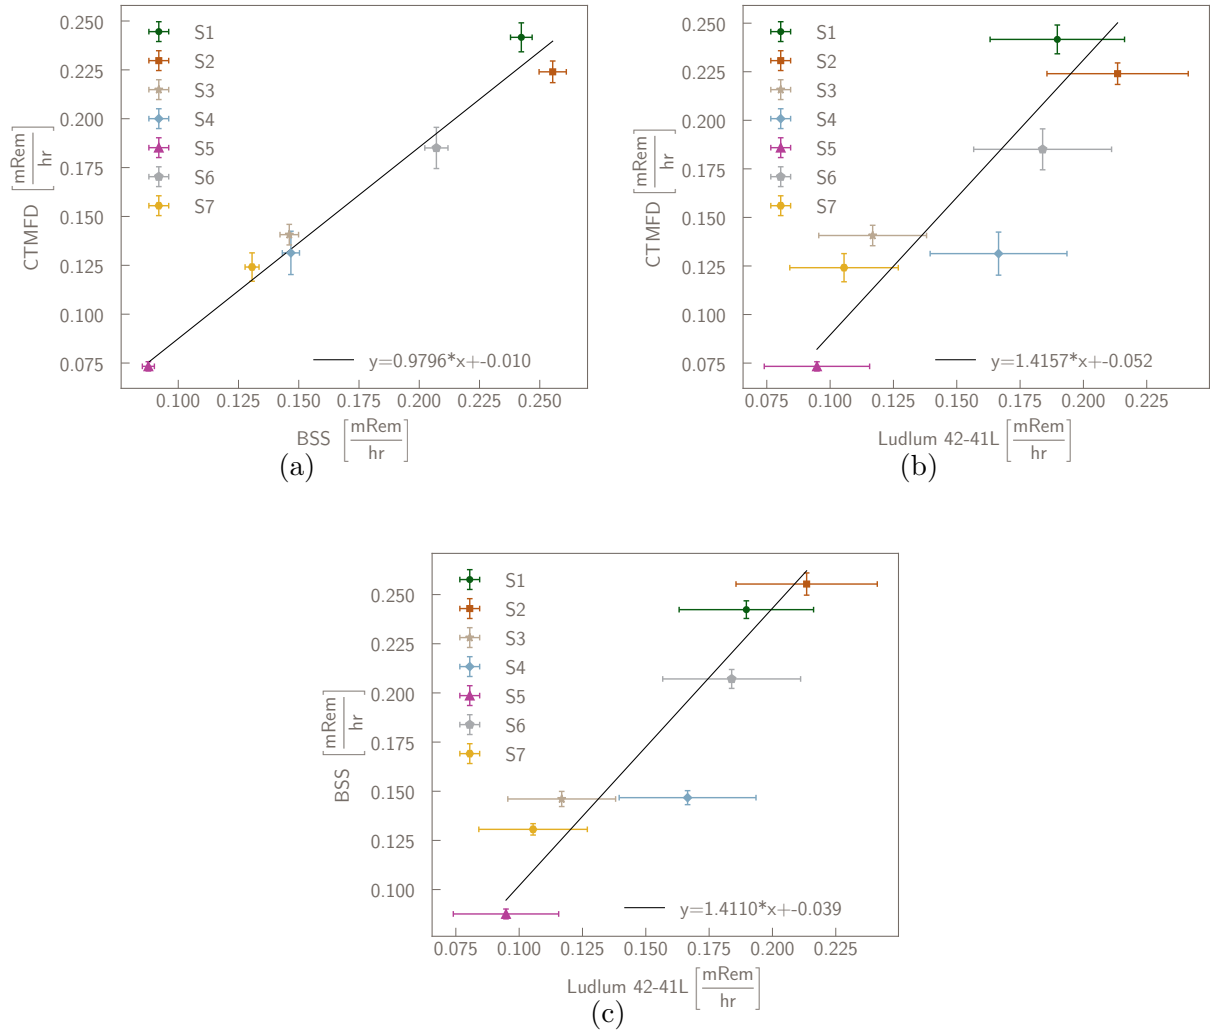 0.250
0.225
0.200
0.175
0.150
0.125
0.100
0.075
CTMFD [mRem/hr]
S1
S2
S3
S4
S5
S6
S7
y=0.9796*x+-0.010
0.100 0.125 0.150 0.175 0.200 0.225 0.250
BSS [mRem/hr]
(a)
0.250
0.225
0.200
0.175
0.150
0.125
0.100
0.075
CTMFD [mRem/hr]
S1
S2
S3
S4
S5
S6
S7
y=1.4157*x+-0.052
0.075 0.100 0.125 0.150 0.175 0.200 0.225
Ludlum 42-41L [mRem/hr]
(b)
0.250
0.225
0.200
0.175
0.150
0.125
0.100
BSS [mRem/hr]
S1
S2
S3
S4
S5
S6
S7
y=1.4110*x+-0.039
0.075 0.100 0.125 0.150 0.175 0.200 0.225
Ludlum 42-41L [mRem/hr]
(c)